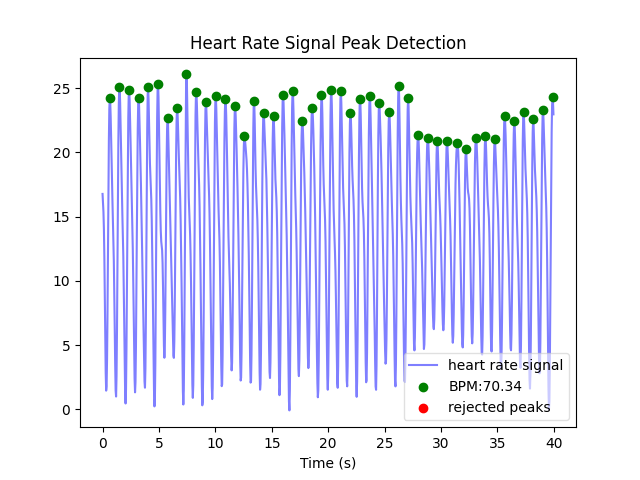 Heart Rate Signal Peak Detection
25
20
15
10
5
0
heart rate signal
BPM:70.34
rejected peaks
0 5 10 15 20 25 30 35 40
Time (s)